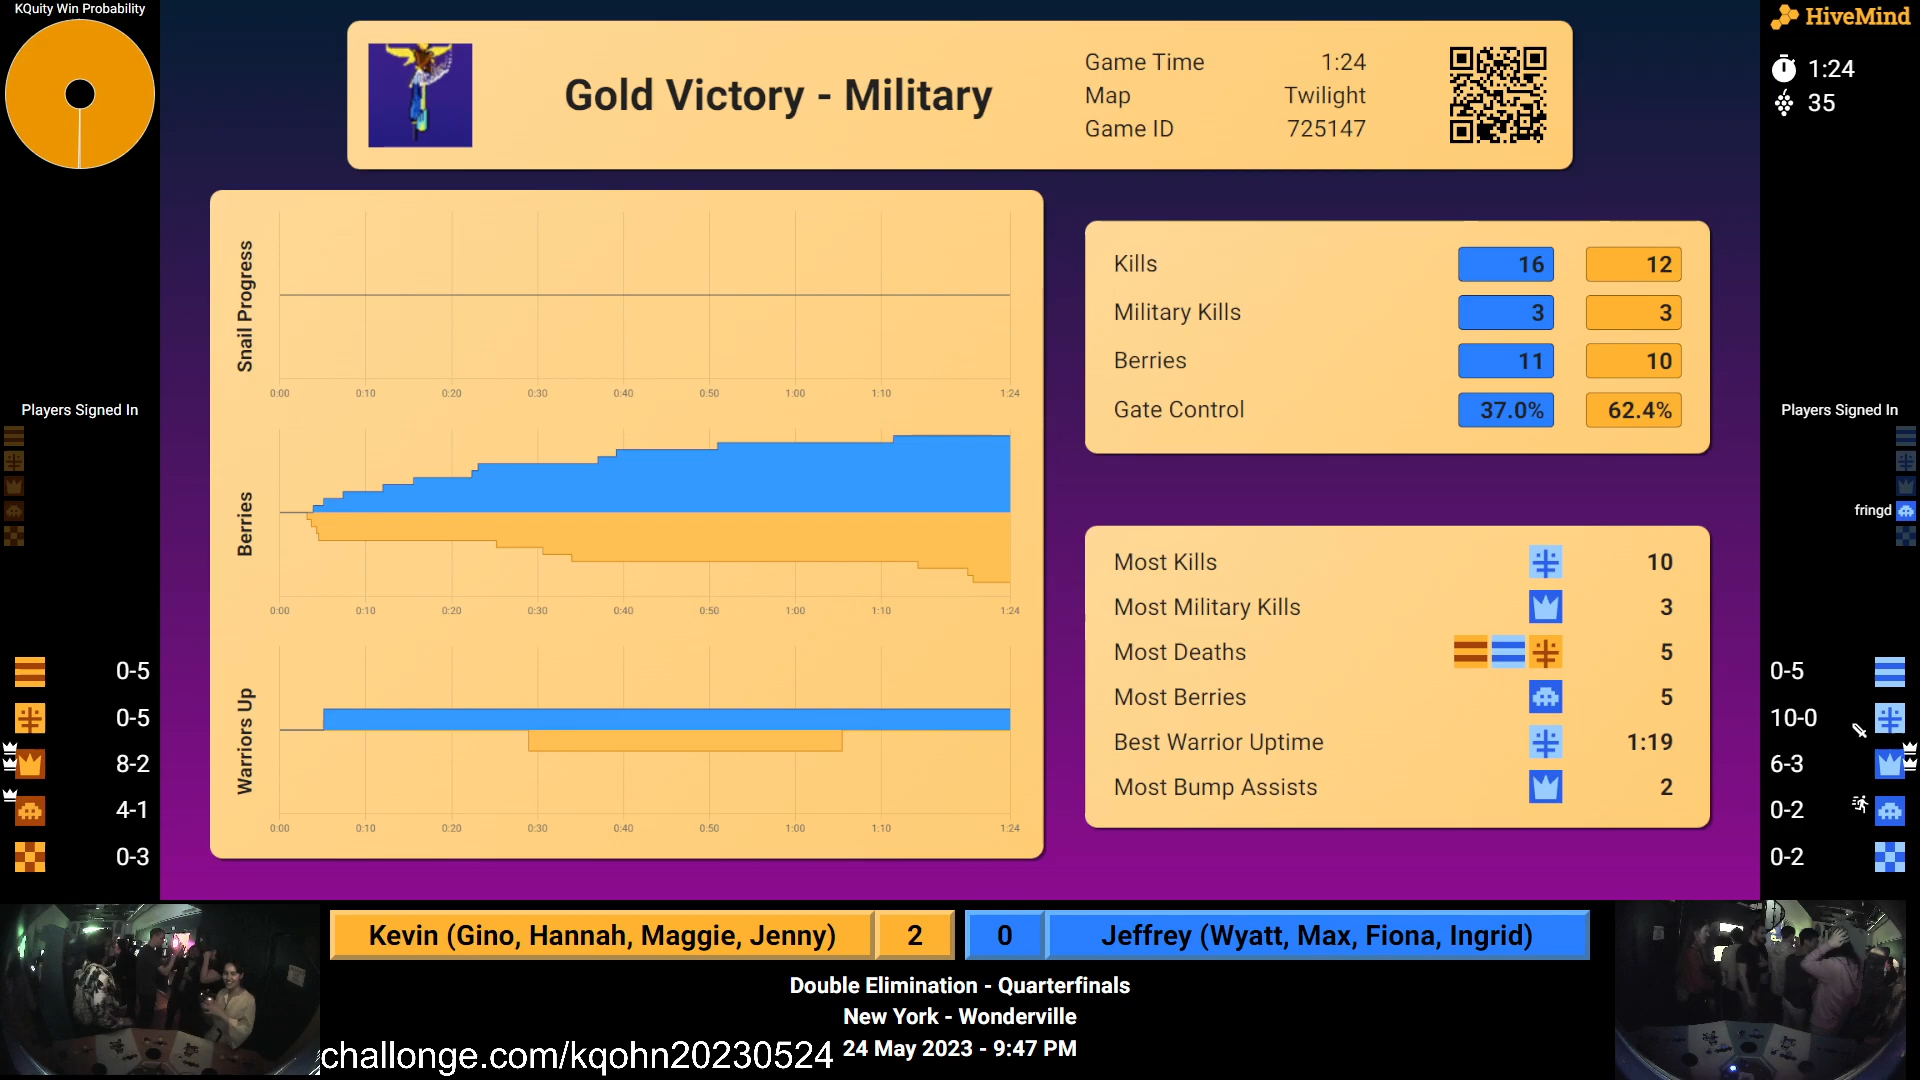 KQuity Win Probability
HiveMind
1:24
35
Gold Victory - Military
Game Time 1:24
Map Twilight
Game ID 725147
Snail Progress
0:00 0:10 0:20 0:30 0:40 0:50 1:00 1:10 1:24
Berries
0:00 0:10 0:20 0:30 0:40 0:50 1:00 1:10 1:24
Warriors Up
0:00 0:10 0:20 0:30 0:40 0:50 1:00 1:10 1:24
Kills 16 12
Military Kills 3 3
Berries 11 10
Gate Control 37.0% 62.4%
Most Kills 10
Most Military Kills 3
Most Deaths 5
Most Berries 5
Best Warrior Uptime 1:19
Most Bump Assists 2
Players Signed In
0-5
0-5
8-2
4-1
0-3
Players Signed In
fringd
0-5
10-0
6-3
0-2
0-2
Kevin (Gino, Hannah, Maggie, Jenny) 2
0 Jeffrey (Wyatt, Max, Fiona, Ingrid)
Double Elimination - Quarterfinals
New York - Wonderville
24 May 2023 - 9:47 PM
challonge.com/kqohn20230524